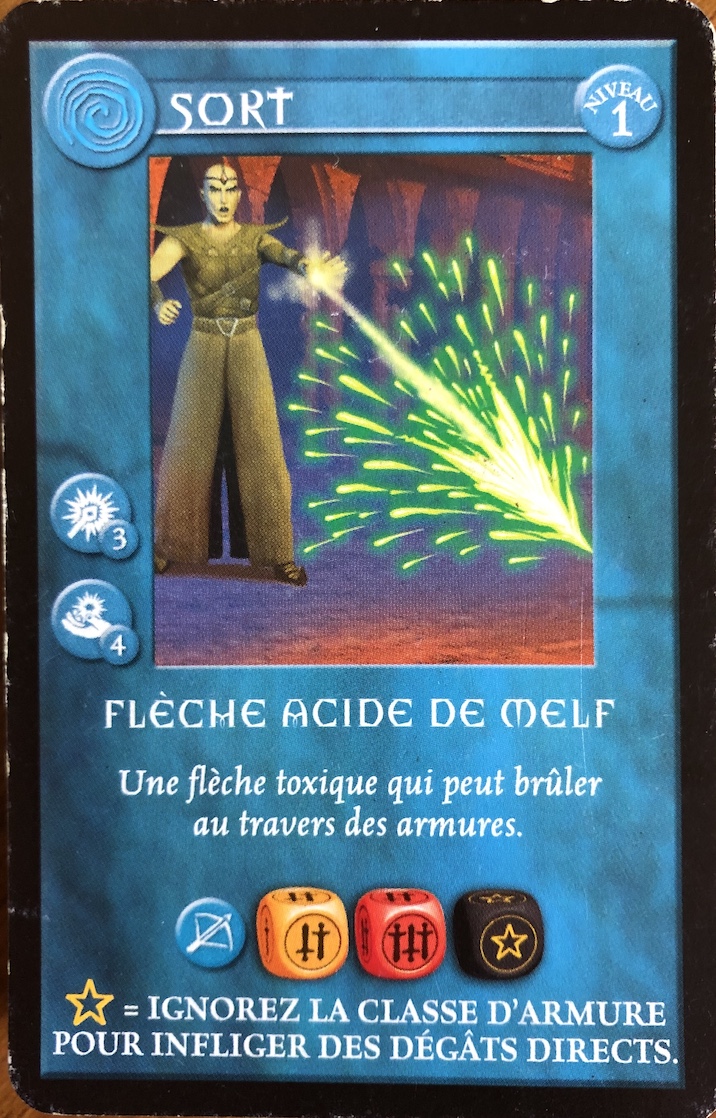 SORT
NIVEAU
1
3
4
FLÈCHE ACIDE DE MELF
Une flèche toxique qui peut brûler
au travers des armures.
= IGNOREZ LA CLASSE D'ARMURE
POUR INFLIGER DES DÉGÂTS DIRECTS.